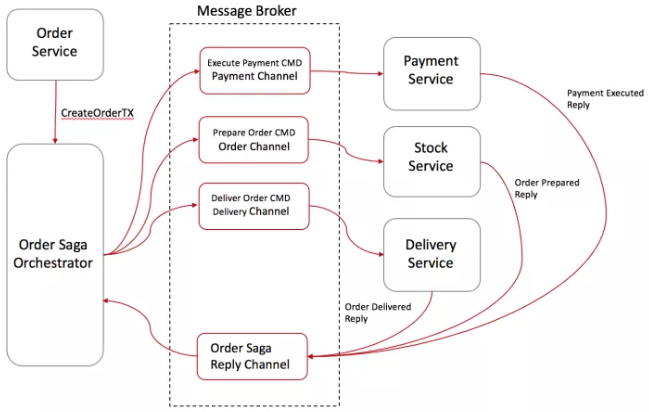 Message Broker
Order
Service
Execute Payment CMD
Payment Channel
Payment
Service
Payment Executed
Reply
CreateOrderTX
Prepare Order CMD
Order Channel
Stock
Service
Order Prepared
Reply
Deliver Order CMD
Delivery Channel
Order Saga
Orchestrator
Delivery
Service
Order Delivered
Reply
Order Saga
Reply Channel